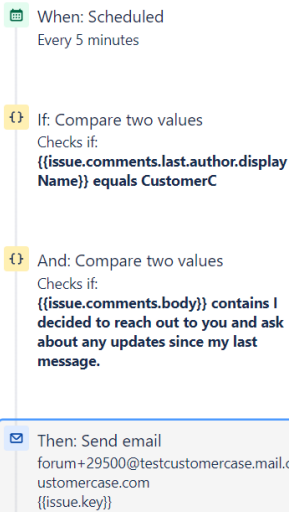 When: Scheduled
Every 5 minutes
{} If: Compare two values
Checks if:
{{issue.comments.last.author.display
Name}} equals CustomerC
{} And: Compare two values
Checks if:
{{issue.comments.body}} contains I
decided to reach out to you and ask
about any updates since my last
message.
Then: Send email
forum+29500@testcustomercase.mail.c
ustomercase.com
{{issue.key}}